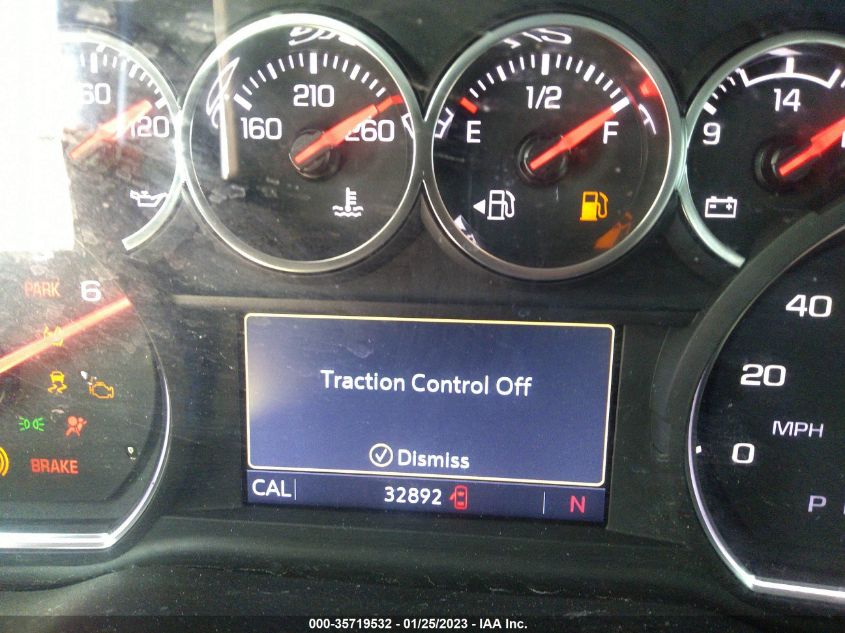 60
120
160 210 260
E 1/2 F
9 14
PARK 6
40
20
0
MPH
BRAKE
Traction Control Off
Dismiss
CAL 32892 N
P
000-35719532 - 01/25/2023 - IAA Inc.